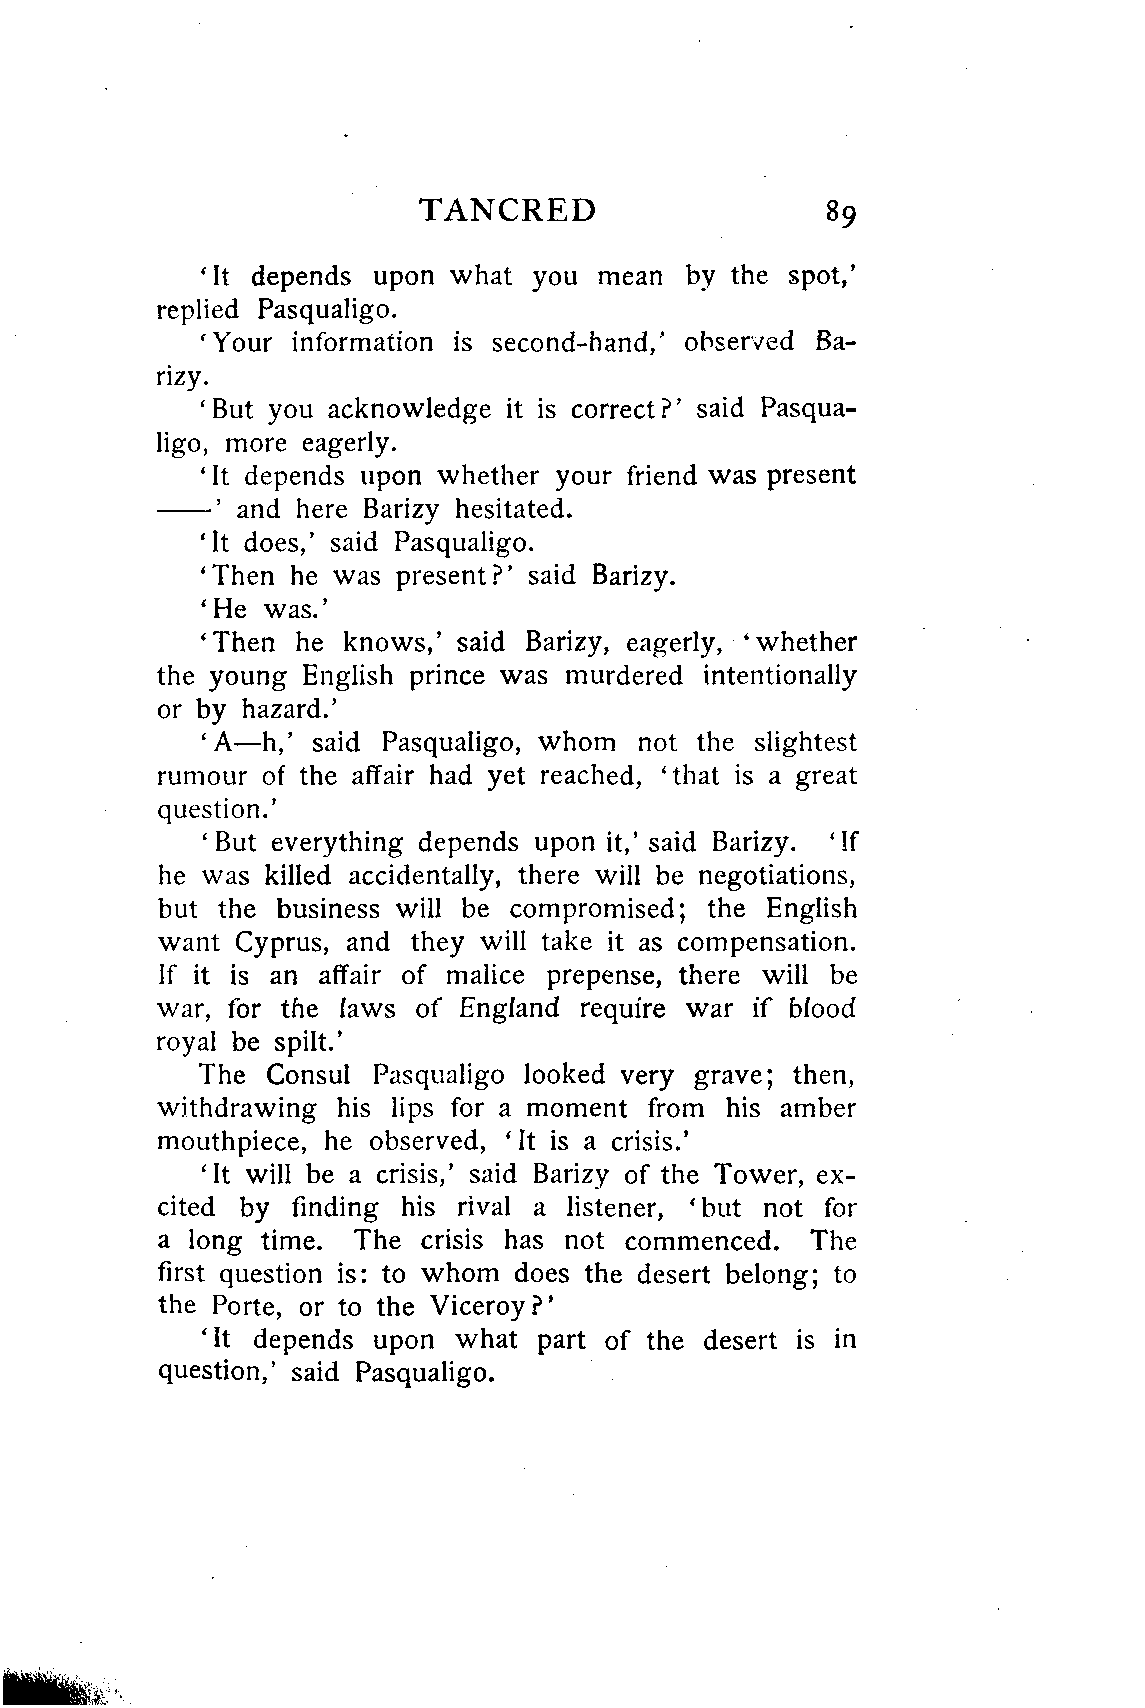 TANCRED 89
‘It depends upon what you mean by the spot,’
replied Pasqualigo.
‘Your information is second-hand,’ observed Ba-
rizy.
‘But you acknowledge it is correct?’ said Pasqua-
ligo, more eagerly.
‘It depends upon whether your friend was present
——’ and here Barizy hesitated.
‘It does,’ said Pasqualigo.
‘Then he was present?’ said Barizy.
‘He was.’
‘Then he knows,’ said Barizy, eagerly, ‘whether
the young English prince was murdered intentionally
or by hazard.’
‘A—h,’ said Pasqualigo, whom not the slightest
rumour of the affair had yet reached, ‘that is a great
question.’
‘But everything depends upon it,’ said Barizy. ‘If
he was killed accidentally, there will be negotiations,
but the business will be compromised; the English
want Cyprus, and they will take it as compensation.
If it is an affair of malice prepense, there will be
war, for the laws of England require war if blood
royal be spilt.’
The Consul Pasqualigo looked very grave; then,
withdrawing his lips for a moment from his amber
mouthpiece, he observed, ‘It is a crisis.’
‘It will be a crisis,’ said Barizy of the Tower, ex-
cited by finding his rival a listener, ‘but not for
a long time. The crisis has not commenced. The
first question is: to whom does the desert belong; to
the Porte, or to the Viceroy?’
‘It depends upon what part of the desert is in
question,’ said Pasqualigo.